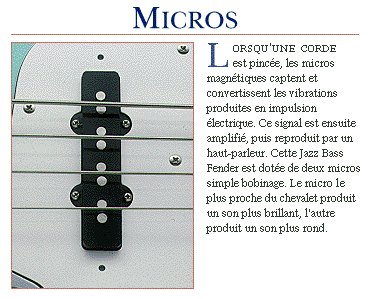 MICROS
LORSQU'UNE CORDE
est pincée, les micros
magnétiques captent et
convertissent les vibrations
produites en impulsion
électrique. Ce signal est ensuite
amplifié, puis reproduit par un
haut-parleur. Cette Jazz Bass
Fender est dotée de deux micros
simple bobinage. Le micro le
plus proche du chevalet produit
un son plus brillant, l'autre
produit un son plus rond.